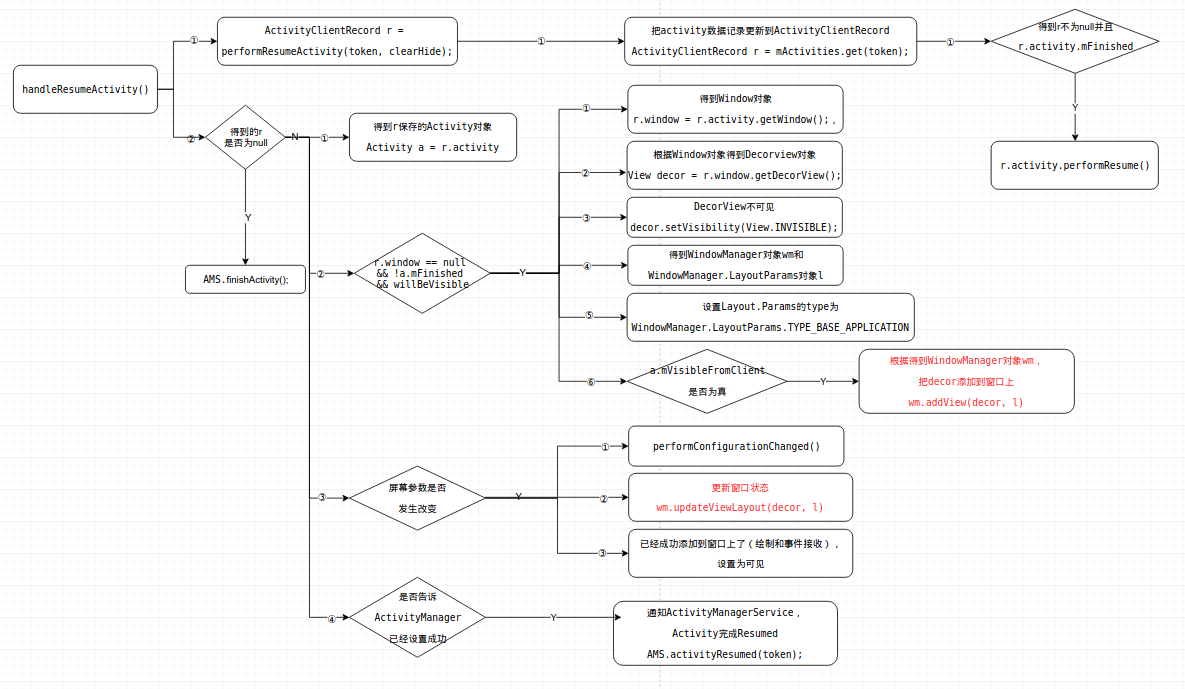 handleResumeActivity()
①
ActivityClientRecord r =
performResumeActivity(token, clearHide);
①
把activity数据记录更新到ActivityClientRecord
ActivityClientRecord r = mActivities.get(token);
①
得到r不为null并且
r.activity.mFinished
Y
r.activity.performResume()
②
得到的r
是否为null
Y
AMS.finishActivity();
N
①
得到r保存的Activity对象
Activity a = r.activity
②
r.window == null
&& !a.mFinished
&& willBeVisible
Y
①
得到Window对象
r.window = r.activity.getWindow();，
②
根据Window对象得到Decorview对象
View decor = r.window.getDecorView();
③
DecorView不可见
decor.setVisibility(View.INVISIBLE);
④
得到WindowManager对象wm和
WindowManager.LayoutParams对象l
⑤
设置Layout.Params的type为
WindowManager.LayoutParams.TYPE_BASE_APPLICATION
⑥
a.mVisibleFromClient
是否为真
Y
根据得到WindowManager对象wm，
把decor添加到窗口上
wm.addView(decor, l)
③
屏幕参数是否
发生改变
Y
①
performConfigurationChanged()
②
更新窗口状态
wm.updateViewLayout(decor, l)
③
已经成功添加到窗口上了（绘制和事件接收），
设置为可见
④
是否告诉
ActivityManager
已经设置成功
Y
通知ActivityManagerService，
Activity完成Resumed
AMS.activityResumed(token);